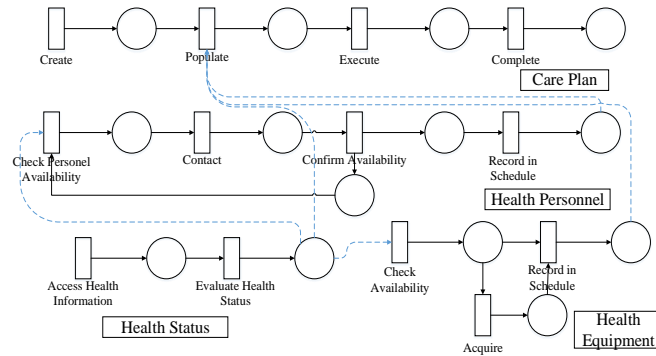 Create
Populate
Execute
Complete
Care Plan
Check Personel
Availability
Contact
Confirm Availability
Record in
Schedule
Health Personnel
Access Health
Information
Evaluate Health
Status
Check
Availability
Record in
Schedule
Acquire
Health Status
Health
Equipment